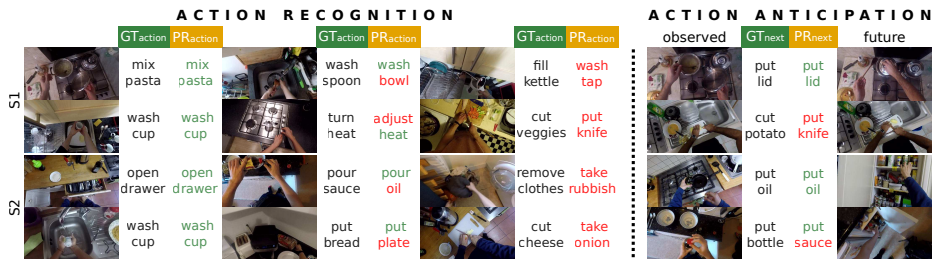 ACTION RECOGNITION
ACTION ANTICIPATION
GTaction PRaction
GTaction PRaction
GTaction PRaction
observed
GTnext PRnext
future
S1
mix pasta
mix pasta
wash spoon
wash bowl
fill kettle
wash tap
put lid
put lid
wash cup
wash cup
turn heat
adjust heat
cut veggies
put knife
cut potato
put knife
S2
open drawer
open drawer
pour sauce
pour oil
remove clothes
take rubbish
put oil
put oil
wash cup
wash cup
put bread
put plate
cut cheese
take onion
put bottle
put sauce